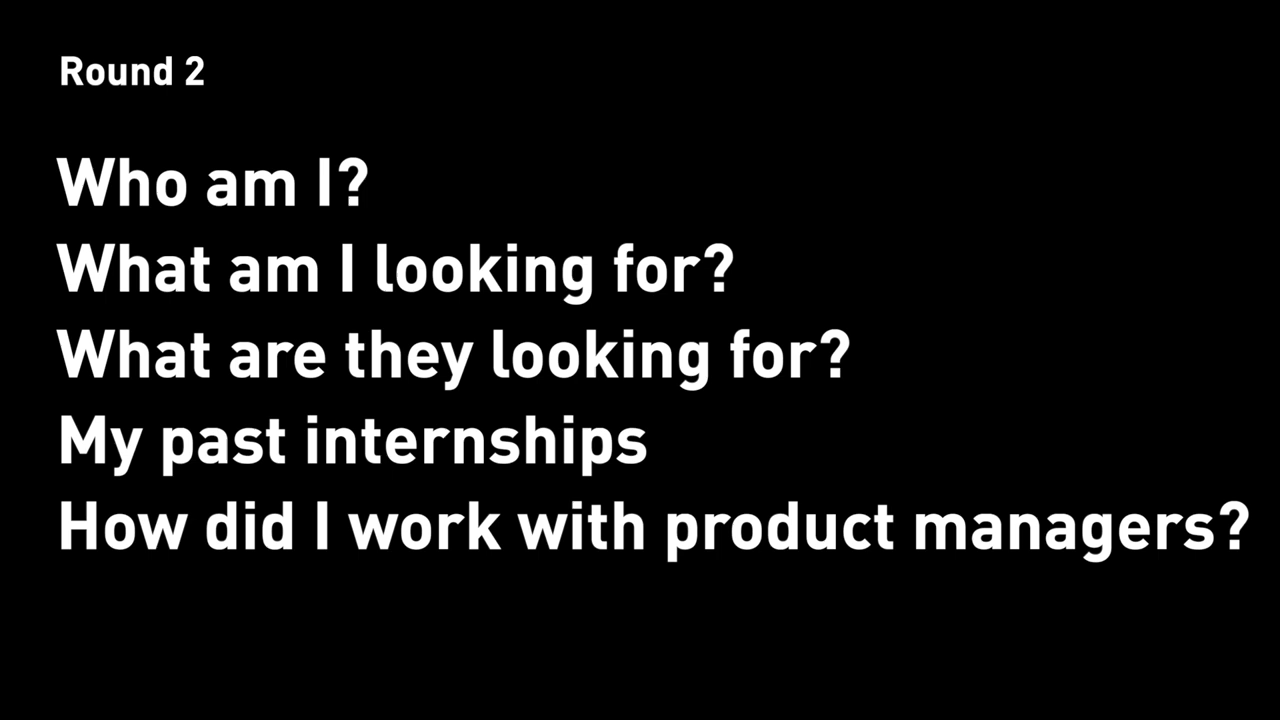 Round 2
Who am I?
What am I looking for?
What are they looking for?
My past internships
How did I work with product managers?